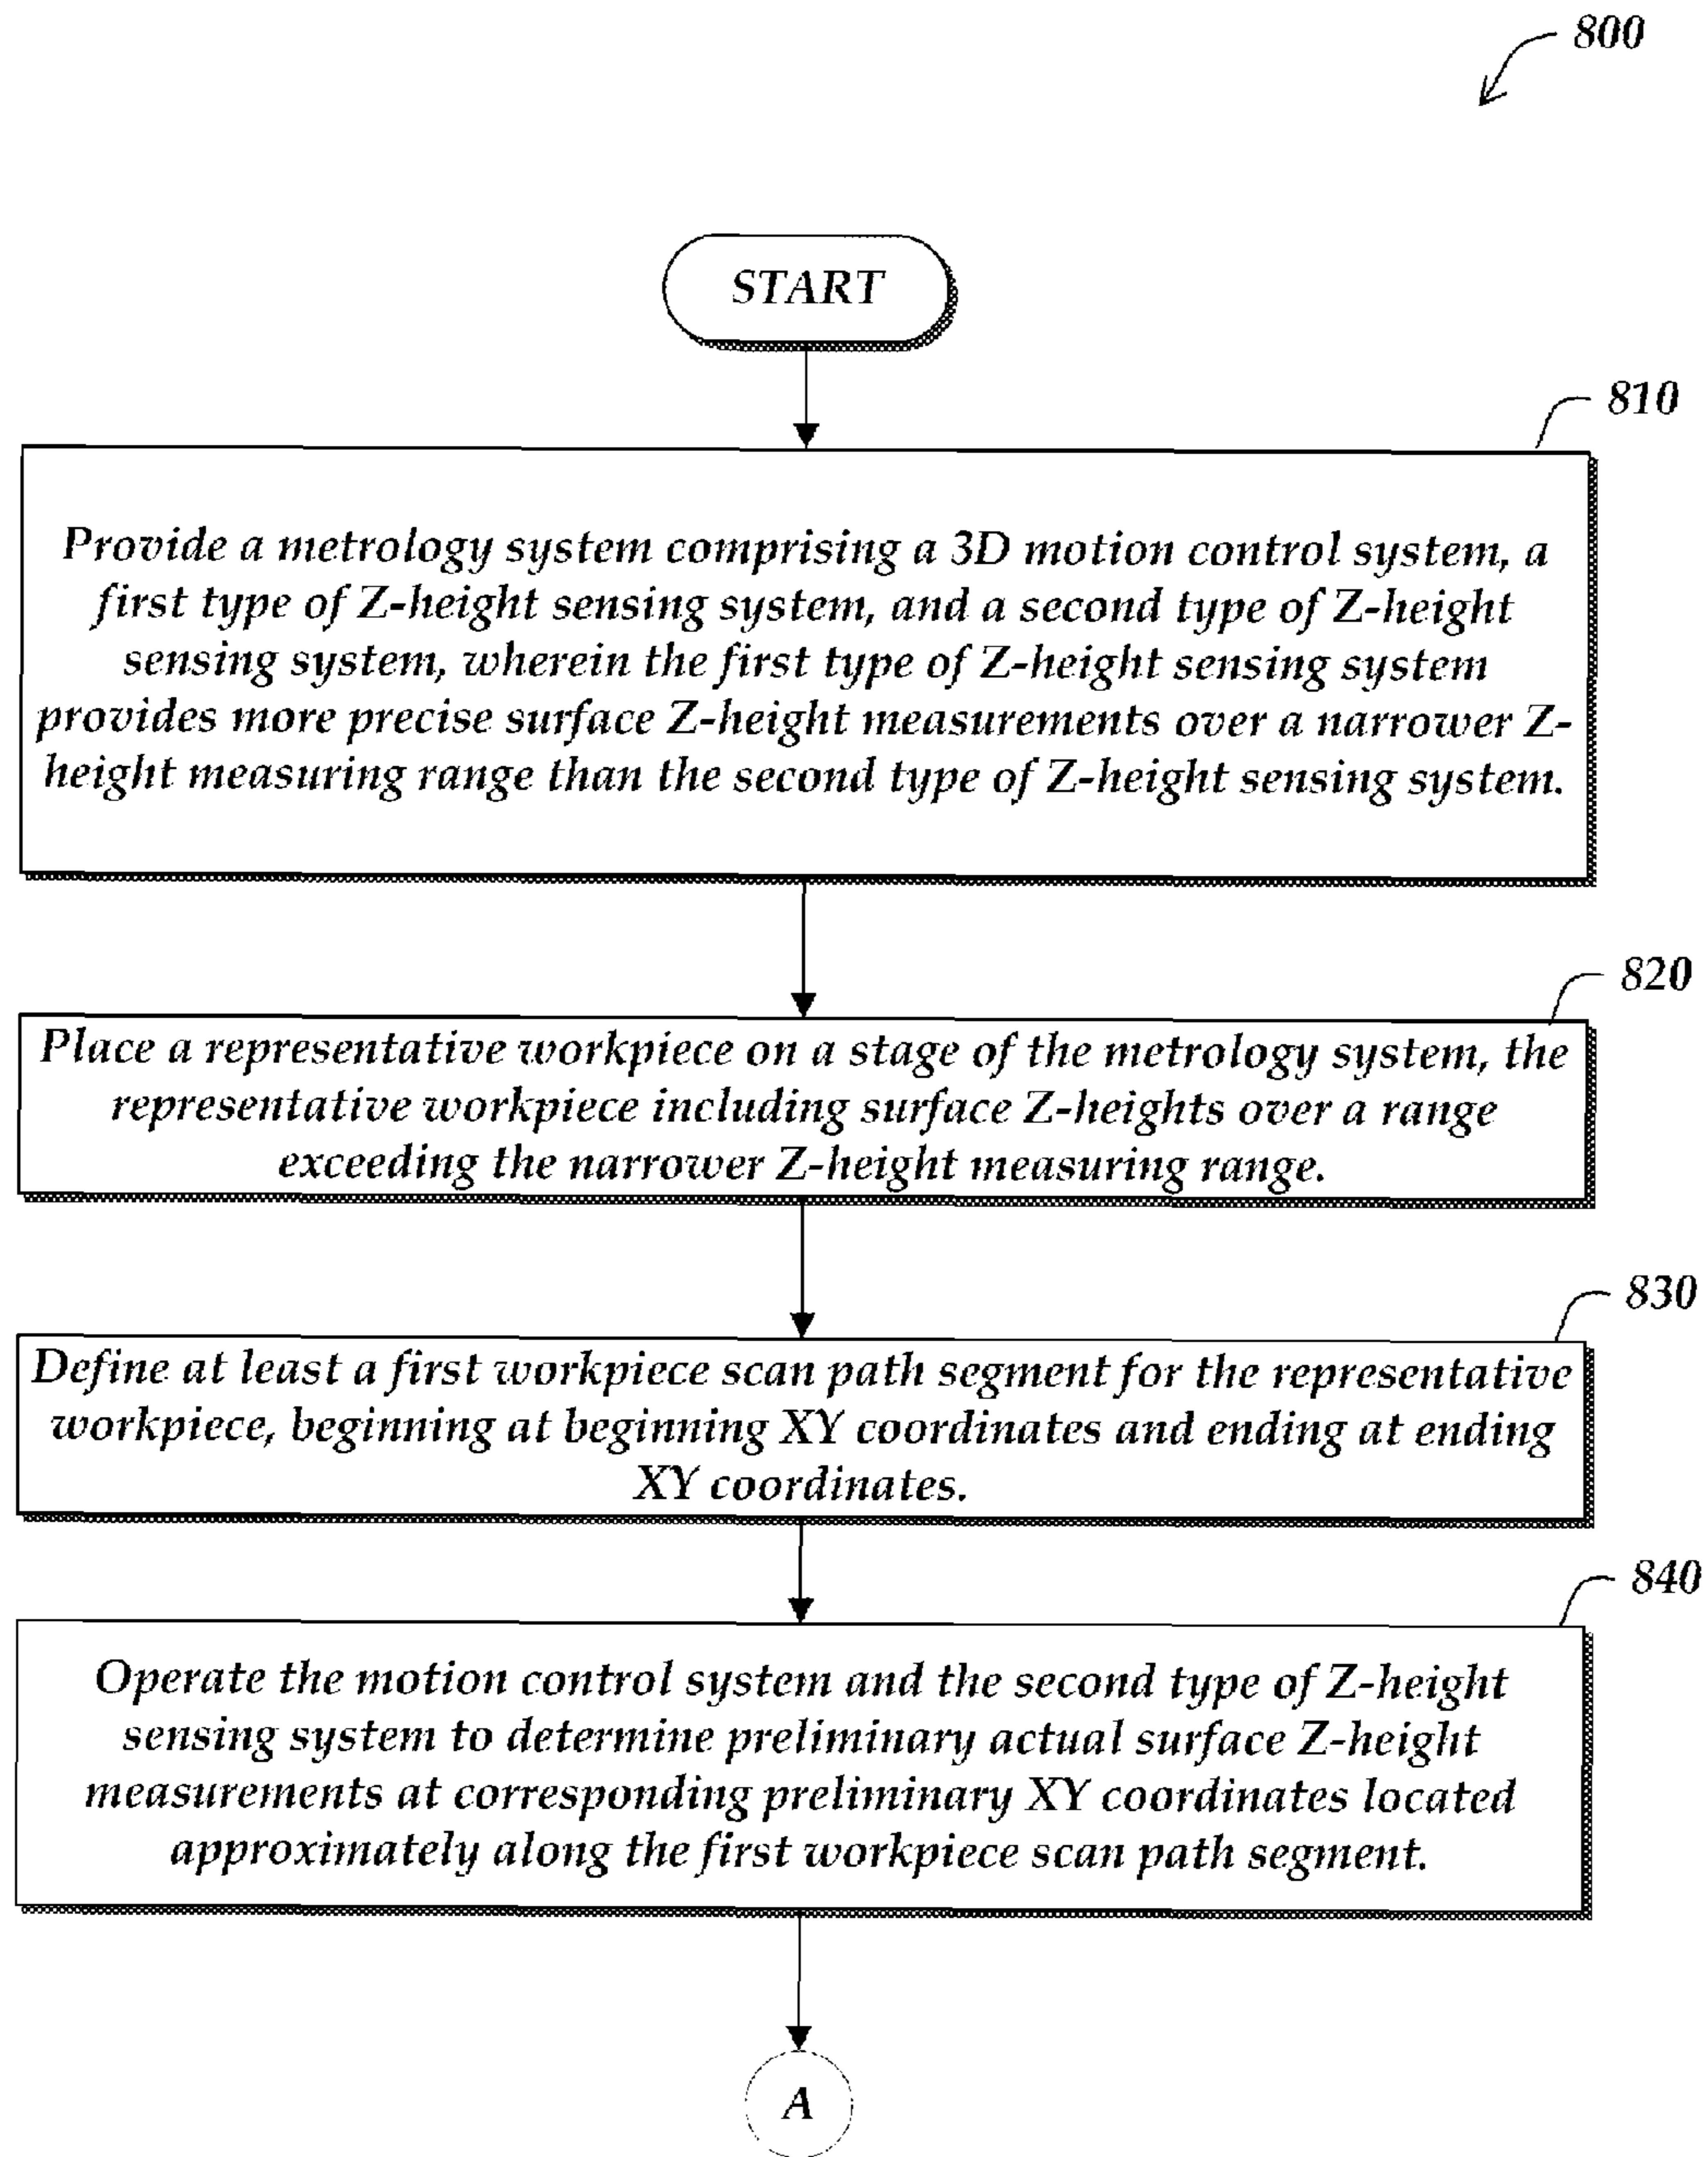 800
START
810
Provide a metrology system comprising a 3D motion control system, a
first type of Z-height sensing system, and a second type of Z-height
sensing system, wherein the first type of Z-height sensing system
provides more precise surface Z-height measurements over a narrower Z-
height measuring range than the second type of Z-height sensing system.
820
Place a representative workpiece on a stage of the metrology system, the
representative workpiece including surface Z-heights over a range
exceeding the narrower Z-height measuring range.
830
Define at least a first workpiece scan path segment for the representative
workpiece, beginning at beginning XY coordinates and ending at ending
XY coordinates.
840
Operate the motion control system and the second type of Z-height
sensing system to determine preliminary actual surface Z-height
measurements at corresponding preliminary XY coordinates located
approximately along the first workpiece scan path segment.
A